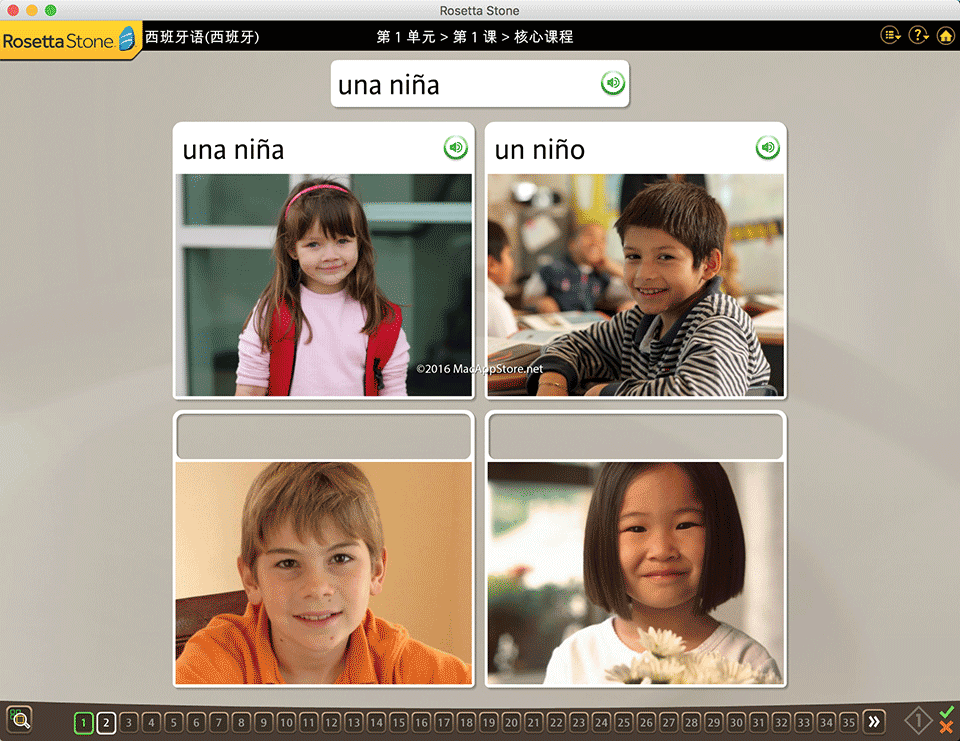 Rosetta Stone
RosettaStone
西班牙语(西班牙)
第 1 单元 > 第 1 课 > 核心课程
?
una niña
una niña
un niño
©2016 MacAppStore.net
1 2 3 4 5 6 7 8 9 10 11 12 13 14 15 16 17 18 19 20 21 22 23 24 25 26 27 28 29 30 31 32 33 34 35 »
1